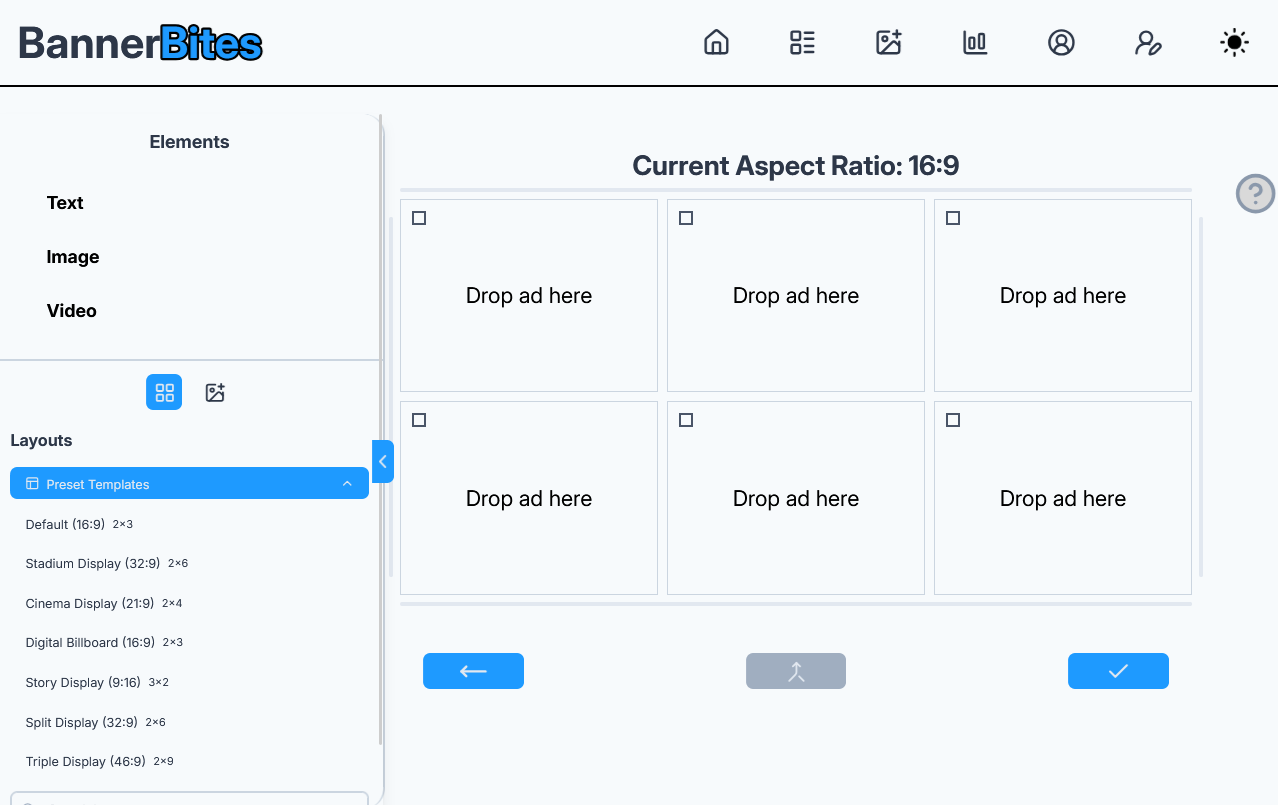 BannerBites
Elements
Text
Image
Video
Layouts
Preset Templates
Default (16:9) 2×3
Stadium Display (32:9) 2×6
Cinema Display (21:9) 2×4
Digital Billboard (16:9) 2×3
Story Display (9:16) 3×2
Split Display (32:9) 2×6
Triple Display (46:9) 2×9
Current Aspect Ratio: 16:9
Drop ad here
Drop ad here
Drop ad here
Drop ad here
Drop ad here
Drop ad here
?